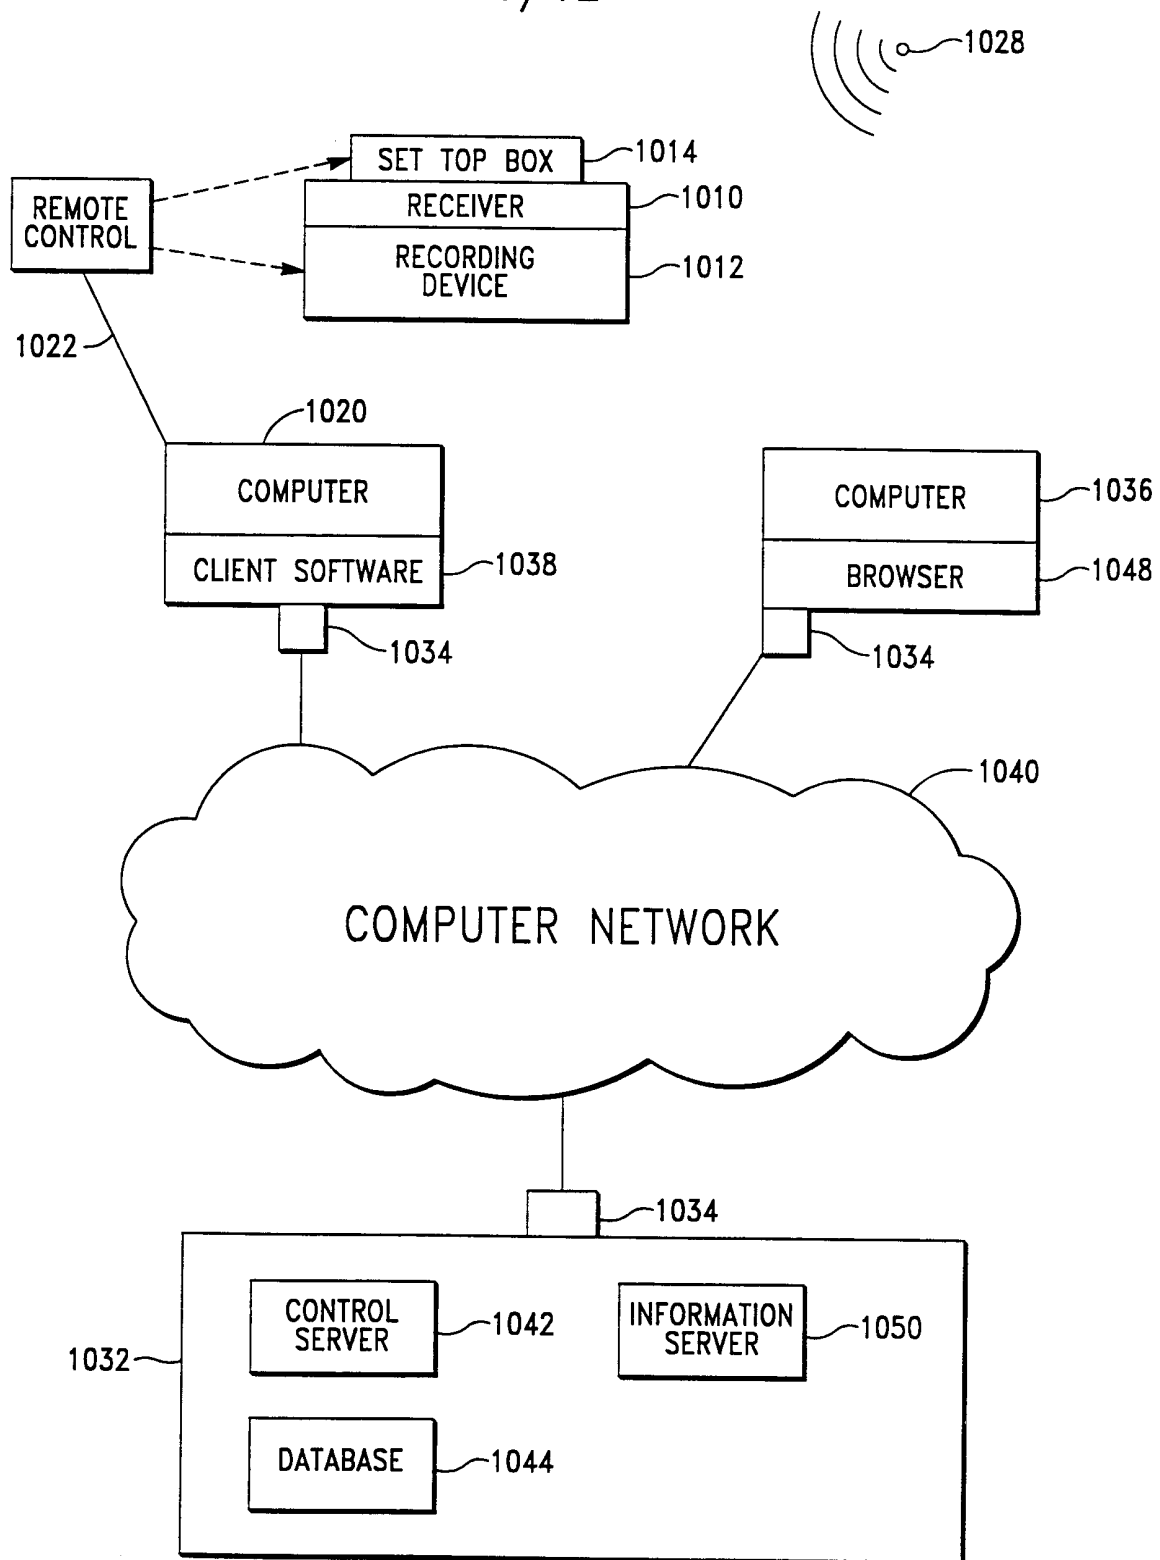 1028
SET TOP BOX
1014
REMOTE
CONTROL
RECEIVER
1010
RECORDING
DEVICE
1012
1022
1020
COMPUTER
CLIENT SOFTWARE
1038
1034
COMPUTER
1036
BROWSER
1048
1034
1040
COMPUTER NETWORK
1034
1032
CONTROL
SERVER
1042
INFORMATION
SERVER
1050
DATABASE
1044